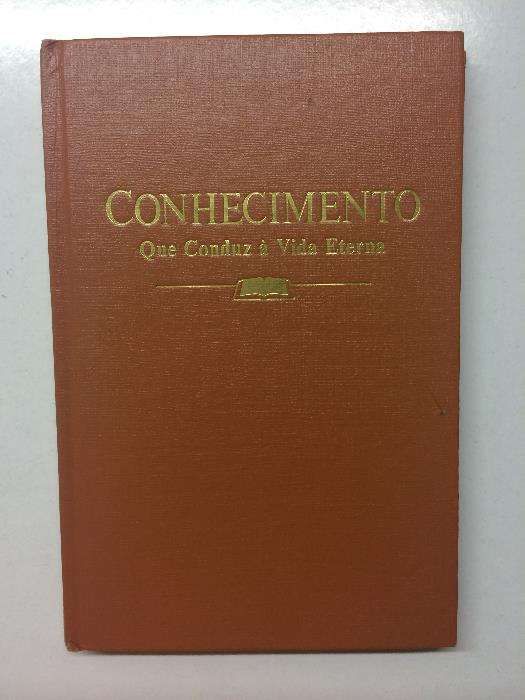 CONHECIMENTO
Que Conduz à Vida Eterna